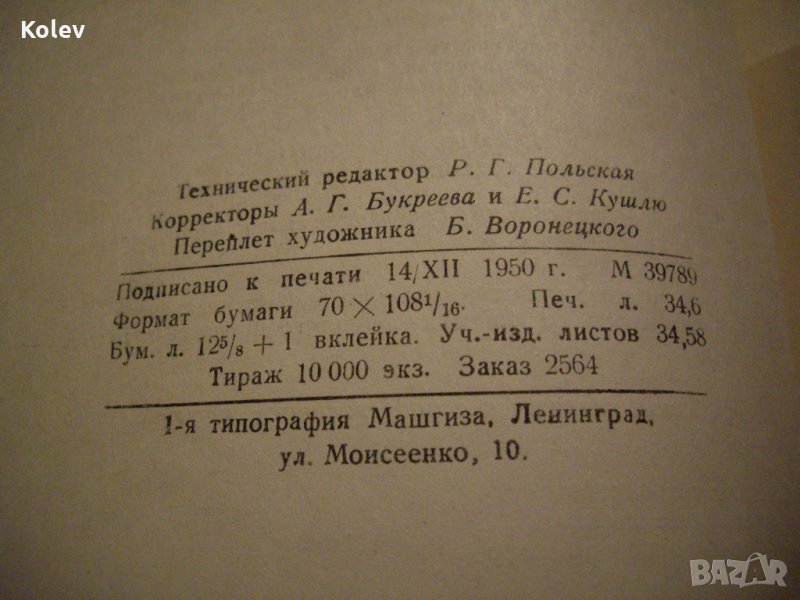 Kolev
Технический редактор Р. Г. Польская
Корректоры А. Г. Букреева и Е. С. Кушлю
Переплет художника Б. Воронецкого
Подписано к печати 14/XII 1950 г. М 39789
Формат бумаги 70 × 108¹/₁₆. Печ. л. 34,6
Бум. л. 12⁵/₈ + 1 вклейка. Уч.-изд. листов 34,58
Тираж 10 000 экз. Заказ 2564
1-я типография Машгиза, Ленинград,
ул. Моисеенко, 10.
BAZAR